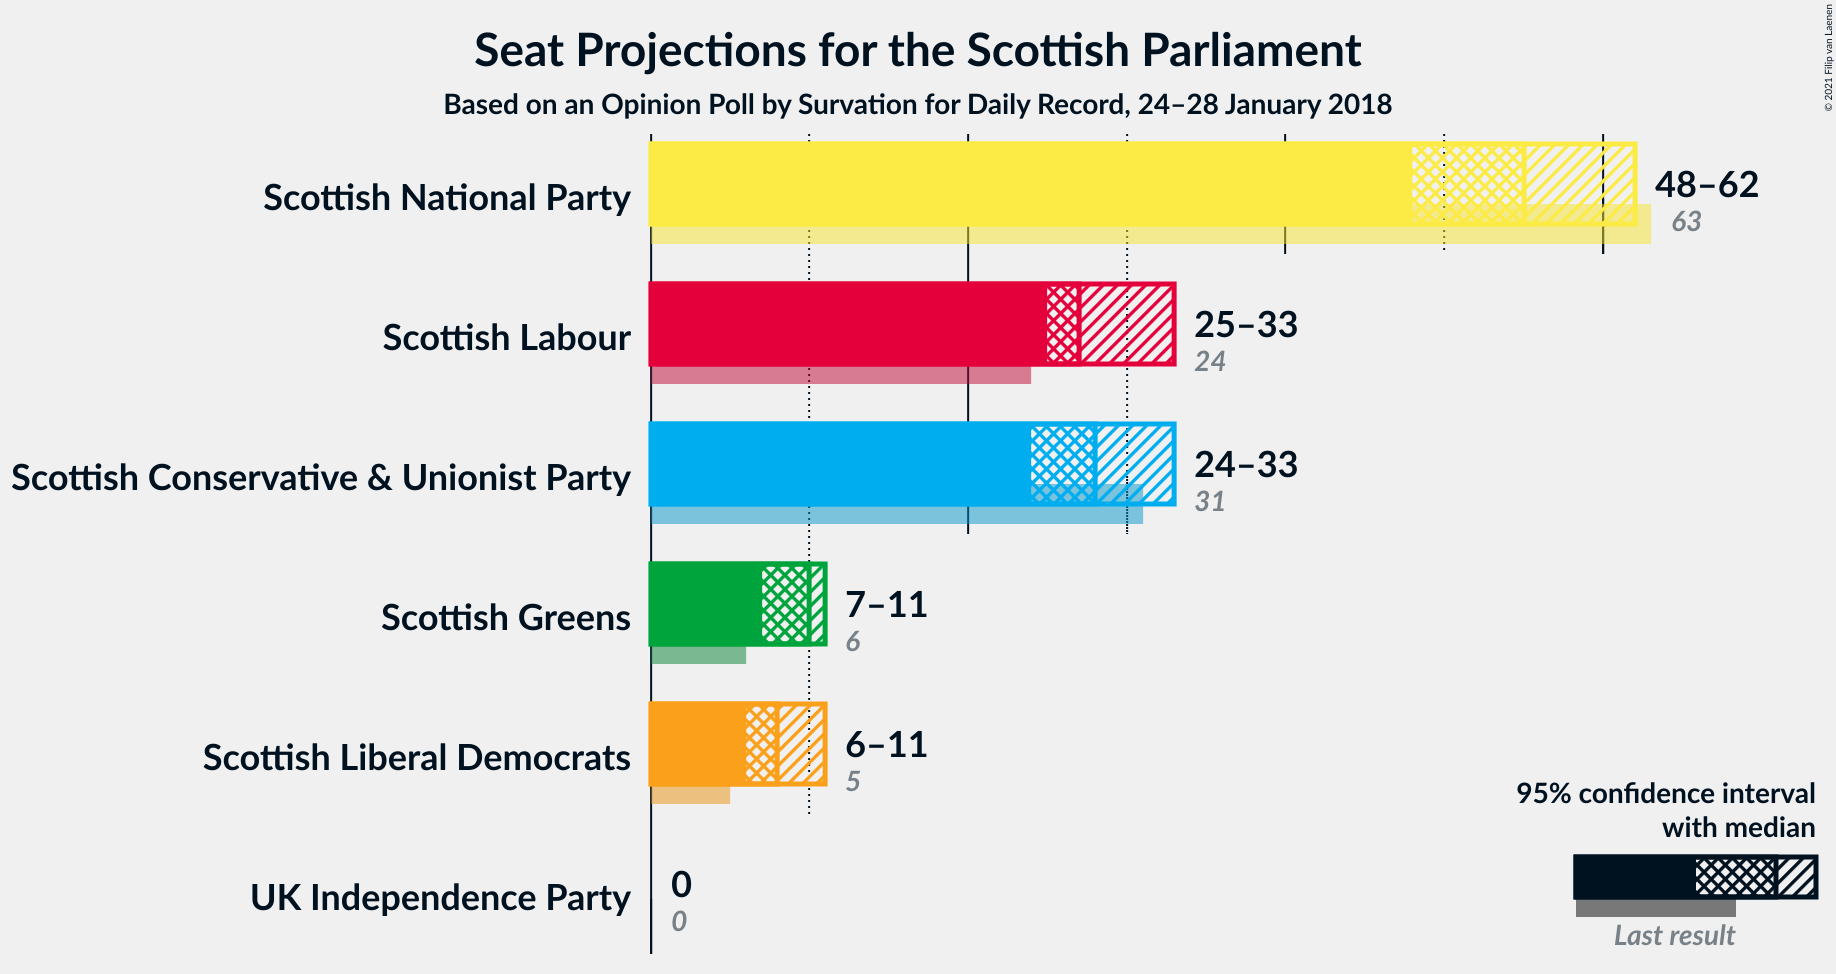 Seat Projections for the Scottish Parliament
Based on an Opinion Poll by Survation for Daily Record, 24–28 January 2018
© 2021 Filip van Laenen
Scottish National Party
48–62
63
Scottish Labour
25–33
24
Scottish Conservative & Unionist Party
24–33
31
Scottish Greens
7–11
6
Scottish Liberal Democrats
6–11
5
UK Independence Party
0
0
95% confidence interval
with median
Last result